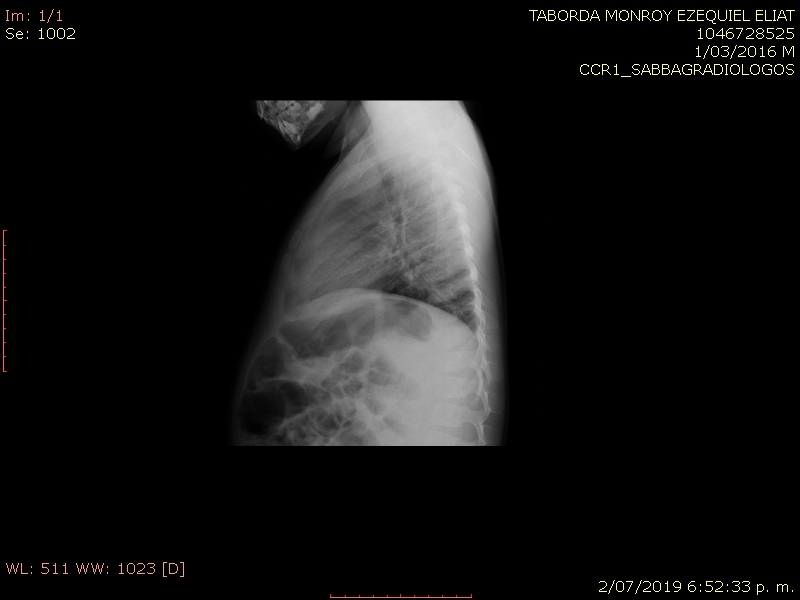 Im: 1/1
Se: 1002
TABORDA MONROY EZEQUIEL ELIAT
1046728525
1/03/2016 M
CCR1_SABBAGRADIOLOGOS
WL: 511 WW: 1023 [D]
2/07/2019 6:52:33 p. m.